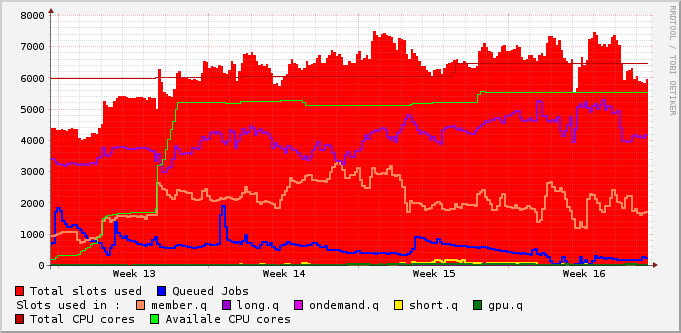 8000
7000
6000
5000
4000
3000
2000
1000
0
Week 13 Week 14 Week 15 Week 16
Total slots used Queued Jobs
Slots used in : member.q long.q ondemand.q short.q gpu.q
Total CPU cores Availale CPU cores
RRDTOOL / TOBI OETIKER